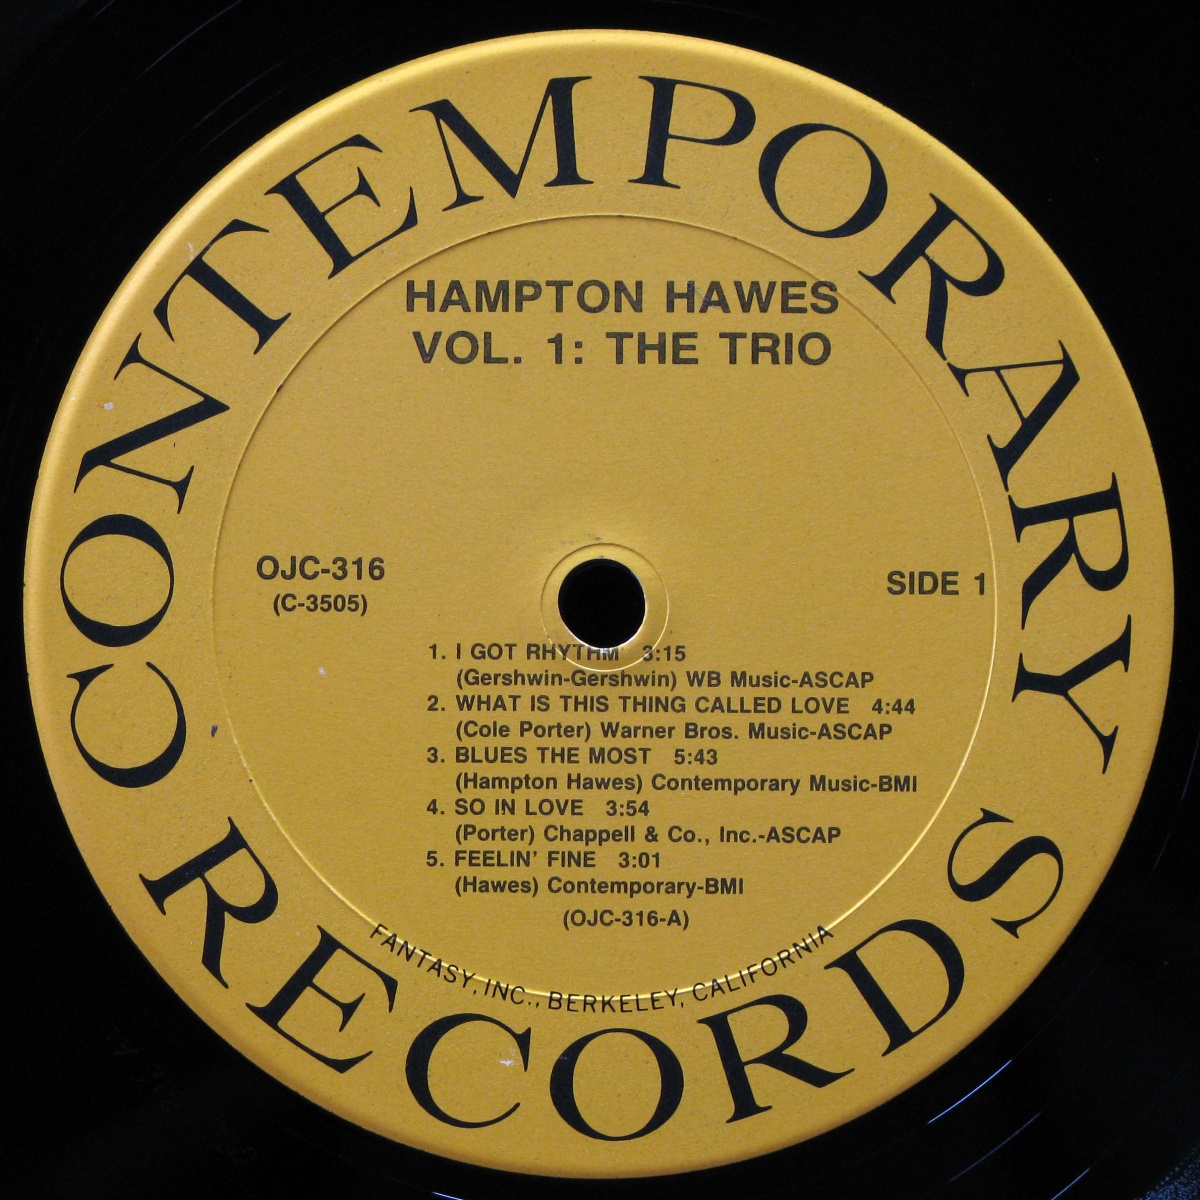 CONTEMPORARY RECORDS
HAMPTON HAWES
VOL. 1: THE TRIO
OJC-316
(C-3505)
SIDE 1
1. I GOT RHYTHM 3:15
(Gershwin-Gershwin) WB Music-ASCAP
2. WHAT IS THIS THING CALLED LOVE 4:44
(Cole Porter) Warner Bros. Music-ASCAP
3. BLUES THE MOST 5:43
(Hampton Hawes) Contemporary Music-BMI
4. SO IN LOVE 3:54
(Porter) Chappell & Co., Inc.-ASCAP
5. FEELIN' FINE 3:01
(Hawes) Contemporary-BMI
(OJC-316-A)
FANTASY, INC., BERKELEY, CALIFORNIA